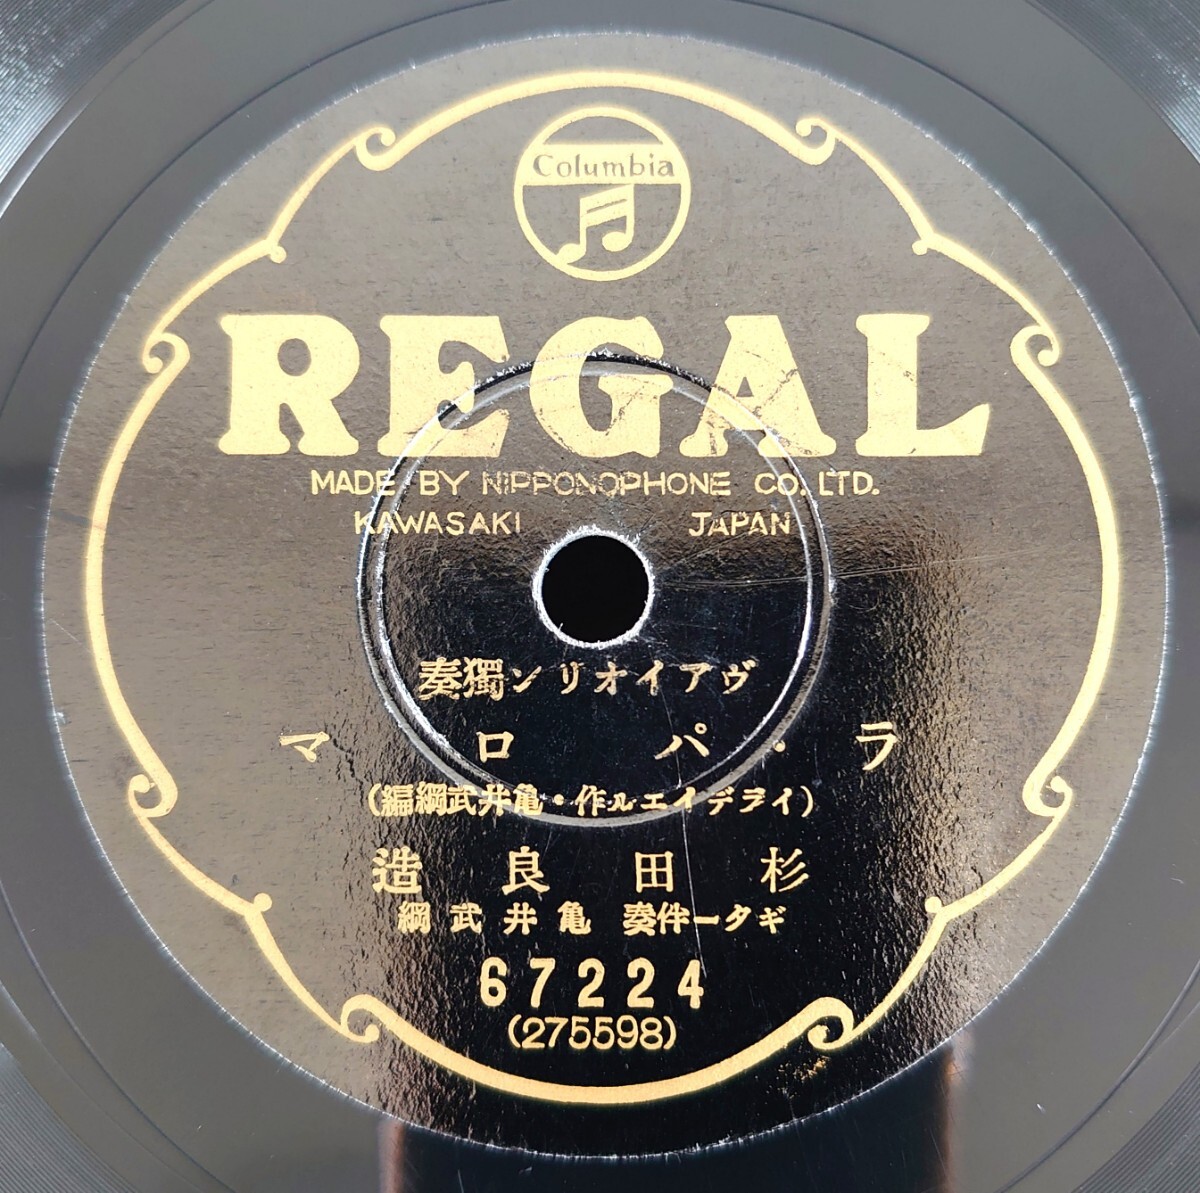 Columbia
REGAL
MADE BY NIPPONOPHONE CO. LTD.
KAWASAKI JAPAN
ヴアイオリン獨奏
ラ・パロマ
(イラデイエル作・亀井武綱編)
杉田良造
ギター伴奏 亀井武綱
67224
(275598)